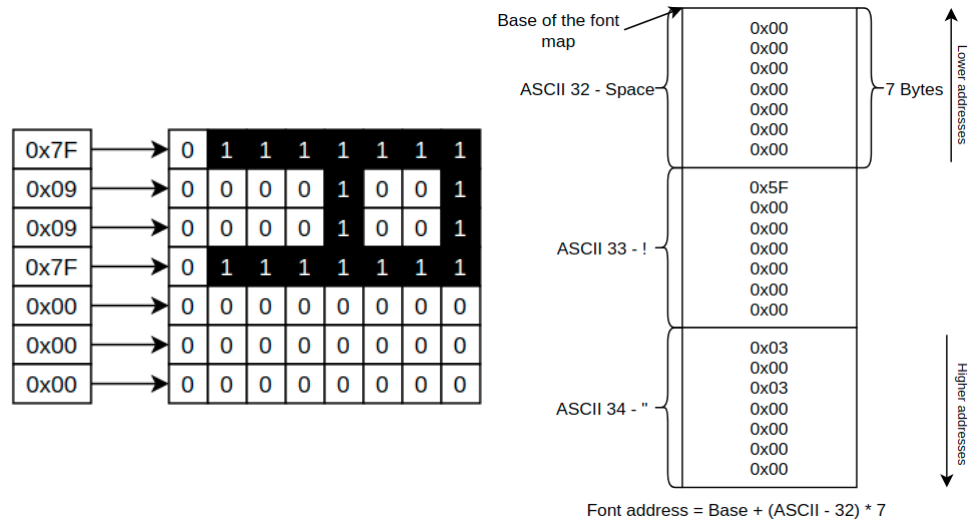 0x7F 0 1 1 1 1 1 1 1
0x09 0 0 0 0 1 0 0 1
0x09 0 0 0 0 1 0 0 1
0x7F 0 1 1 1 1 1 1 1
0x00 0 0 0 0 0 0 0 0
0x00 0 0 0 0 0 0 0 0
0x00 0 0 0 0 0 0 0 0
Base of the font
map
ASCII 32 - Space
0x00
0x00
0x00
0x00
0x00
0x00
0x00
7 Bytes
Lower addresses
ASCII 33 - !
0x5F
0x00
0x00
0x00
0x00
0x00
0x00
ASCII 34 - "
0x03
0x00
0x03
0x00
0x00
0x00
0x00
Higher addresses
Font address = Base + (ASCII - 32) * 7